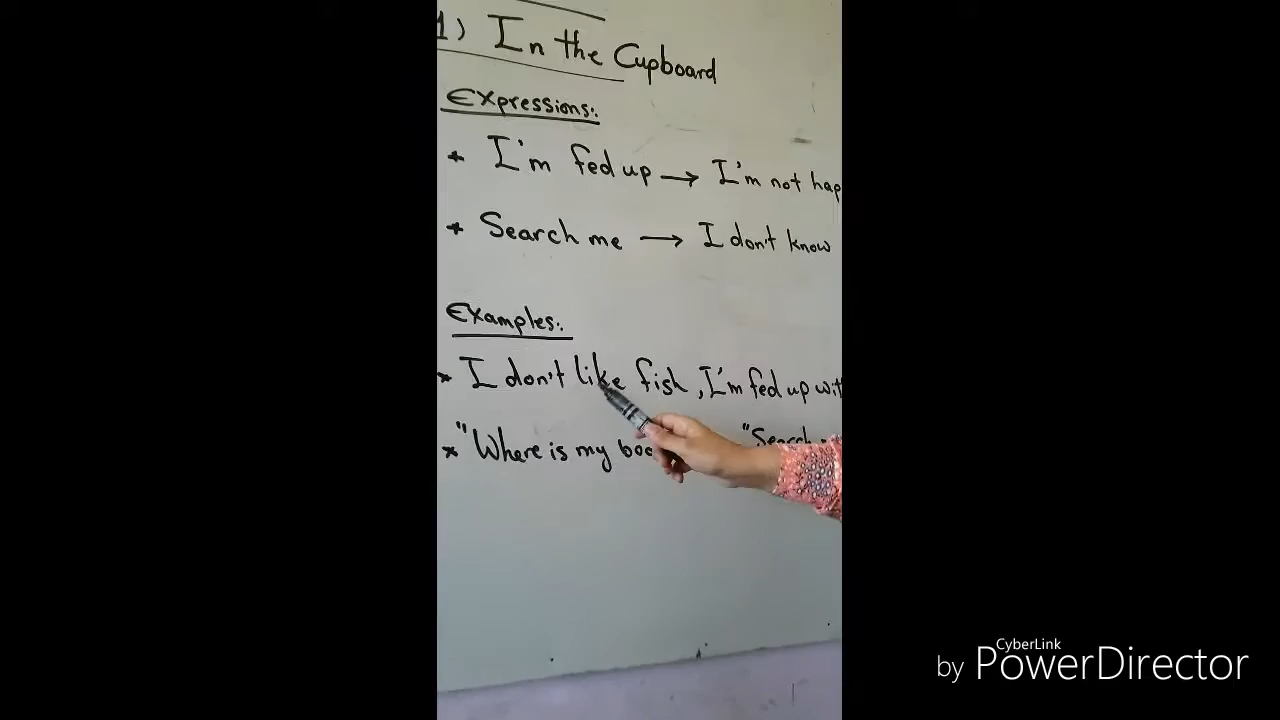 1) In the Cupboard
Expressions:
* I'm fed up → I'm not hap
* Search me → I don't know
Examples:
* I don't like fish, I'm fed up wit
* "Where is my boo "Search
CyberLink
by PowerDirector